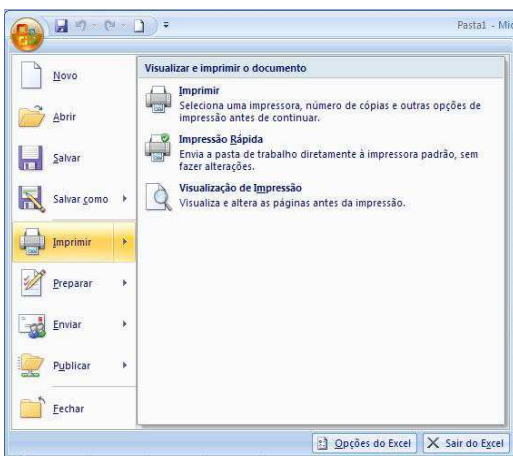 Pasta1 - Mic
Novo
Abrir
Salvar
Salvar como
Imprimir
Preparar
Enviar
Publicar
Fechar
Visualizar e imprimir o documento
Imprimir
Seleciona uma impressora, número de cópias e outras opções de
impressão antes de continuar.
Impressão Rápida
Envia a pasta de trabalho diretamente à impressora padrão, sem
fazer alterações.
Visualização de Impressão
Visualiza e altera as páginas antes da impressão.
Opções do Excel
Sair do Excel